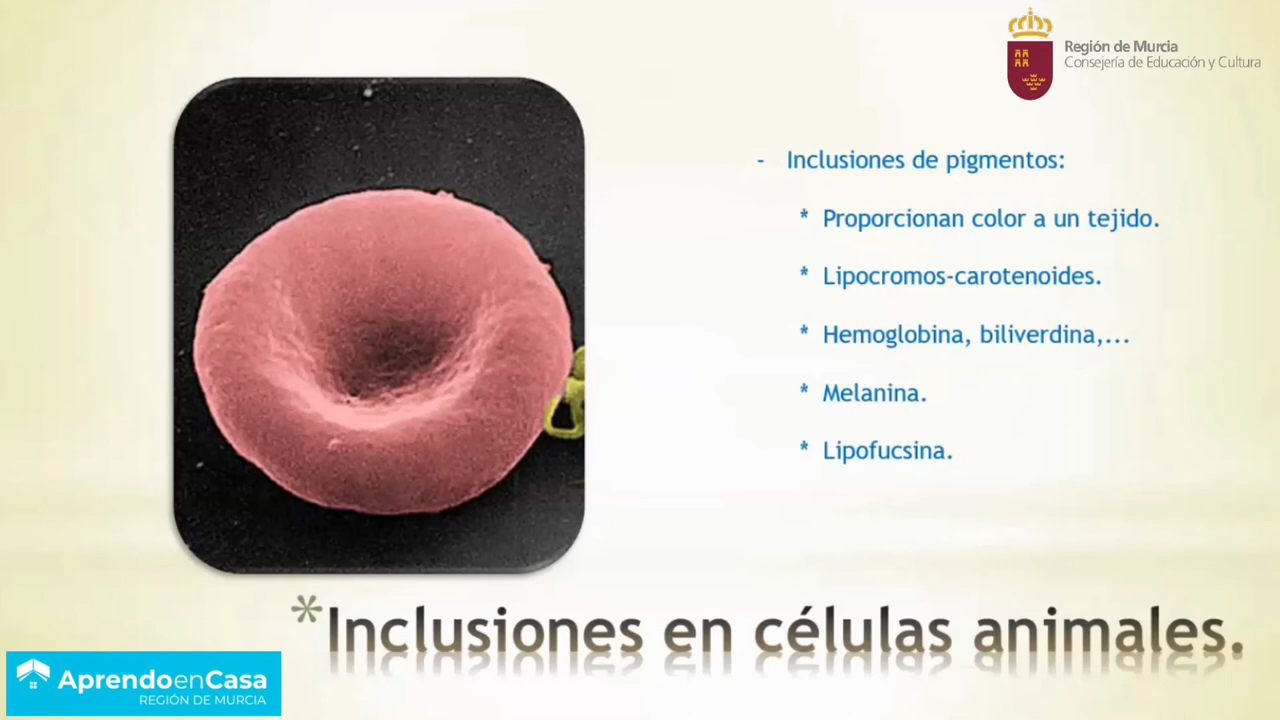 Región de Murcia
Consejería de Educación y Cultura
- Inclusiones de pigmentos:
* Proporcionan color a un tejido.
* Lipocromos-carotenoides.
* Hemoglobina, biliverdina,...
* Melanina.
* Lipofucsina.
*Inclusiones en células animales.
AprendoenCasa
REGIÓN DE MURCIA